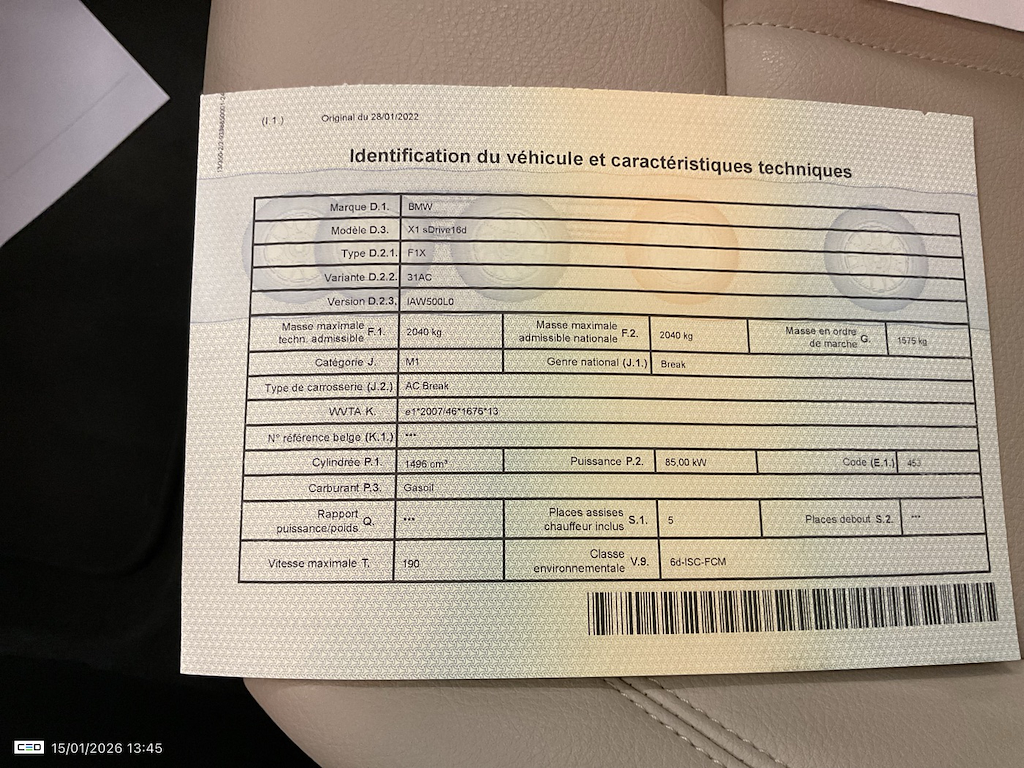 (I.1)
Original du 28/01/2022
Identification du véhicule et caractéristiques techniques
Marque D.1. BMW
Modèle D.3. X1 sDrive16d
Type D.2.1. F1X
Variante D.2.2. 31AC
Version D.2.3. IAW500L0
Masse maximale techn. admissible F.1. 2040 kg Masse maximale admissible nationale F.2. 2040 kg Masse en ordre de marche G. 1575 kg
Catégorie J. M1 Genre national (J.1.) Break
Type de carrosserie (J.2.) AC Break
WVTA K. e1*2007/46*1676*13
N° référence belge (K.1.) ***
Cylindrée P.1. 1496 cm³ Puissance P.2. 85,00 kW Code (E.1.) 453
Carburant P.3. Gasoil
Rapport puissance/poids Q. *** Places assises chauffeur inclus S.1. 5 Places debout S.2. ***
Vitesse maximale T. 190 Classe environnementale V.9. 6d-ISC-FCM
15/01/2026 13:45